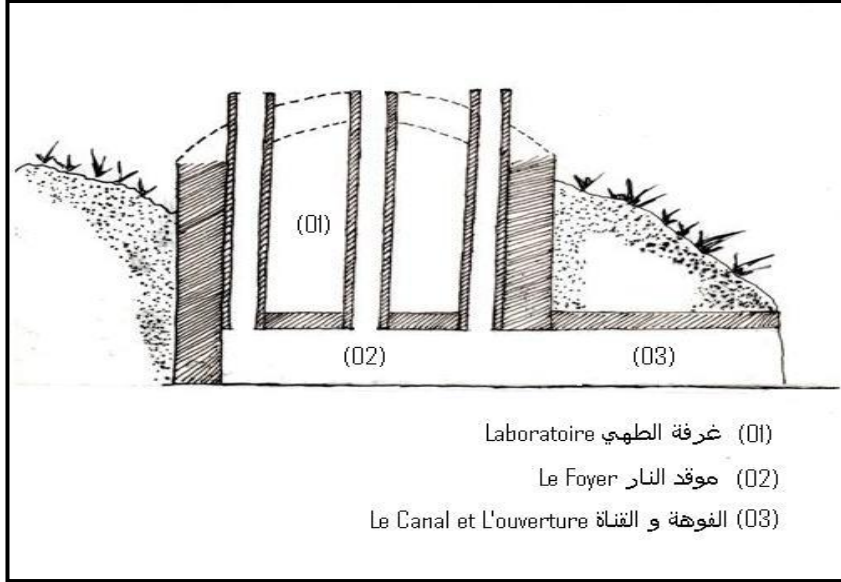 (01)
(02)
(03)
(01) غرفة الطهي Laboratoire
(02) موقد النار Le Foyer
(03) الفوهة و القناة Le Canal et L'ouverture